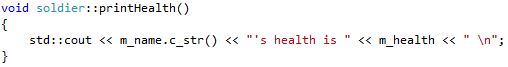 void soldier::printHealth()
{
    std::cout << m_name.c_str() << "'s health is " << m_health << " \n";
}